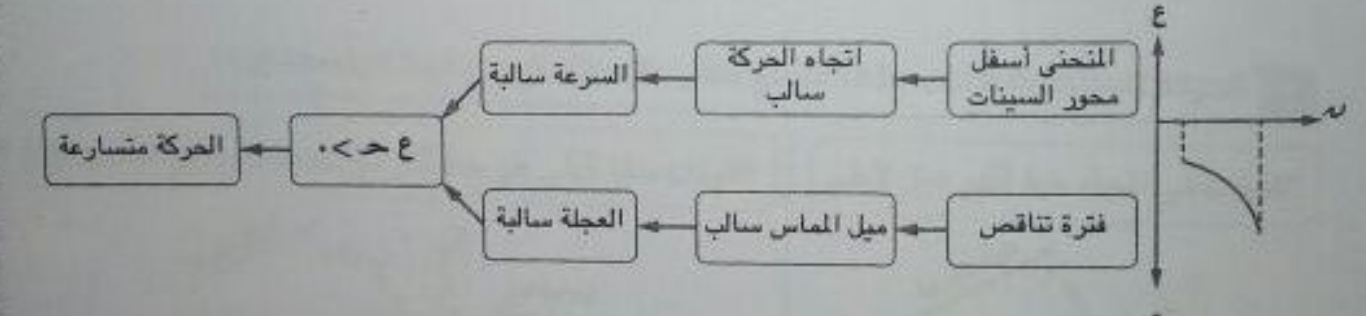 ع
ن
المنحنى أسفل
محور السينات
اتجاه الحركة
سالب
السرعة سالبة
ع حـ > ٠
الحركة متسارعة
فترة تناقص
ميل المماس سالب
العجلة سالبة